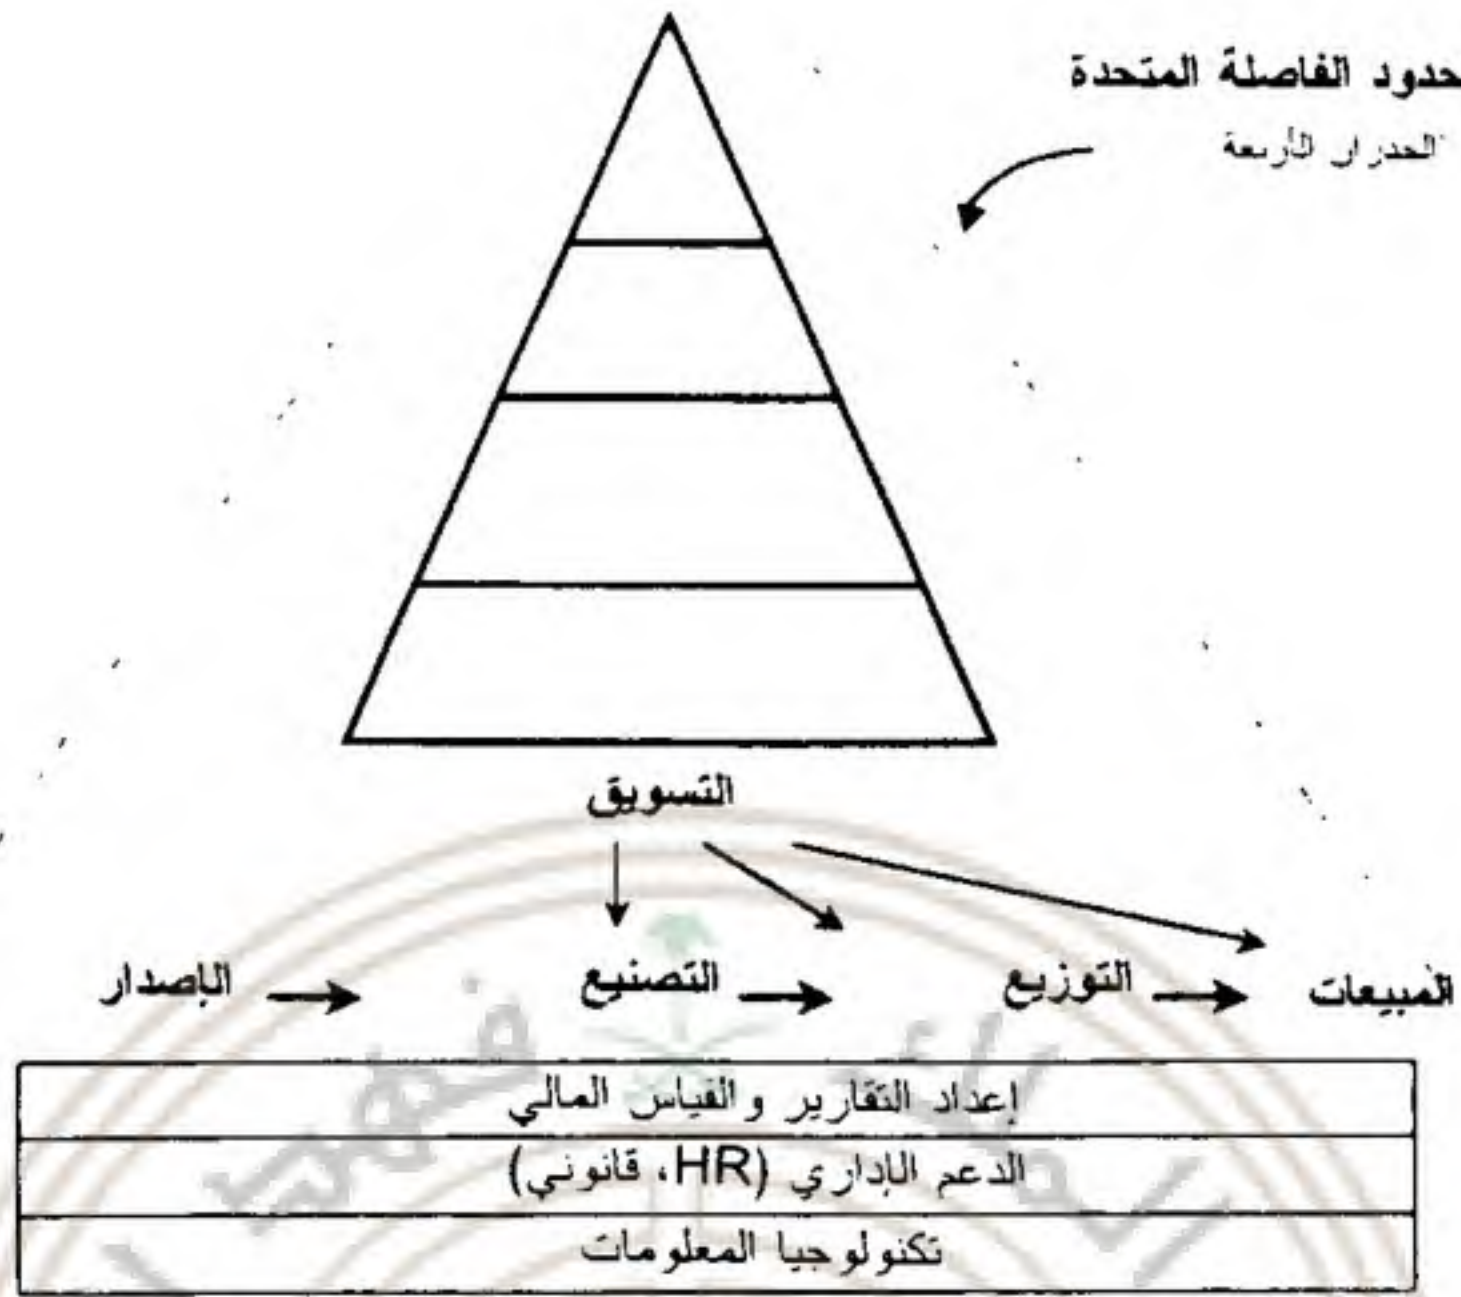 حدود الفاصلة المتحدة
الجدران الأربعة
التسويق
الإصدار التصنيع التوزيع المبيعات
إعداد التقارير والقياس المالي
الدعم الإداري (HR، قانوني)
تكنولوجيا المعلومات